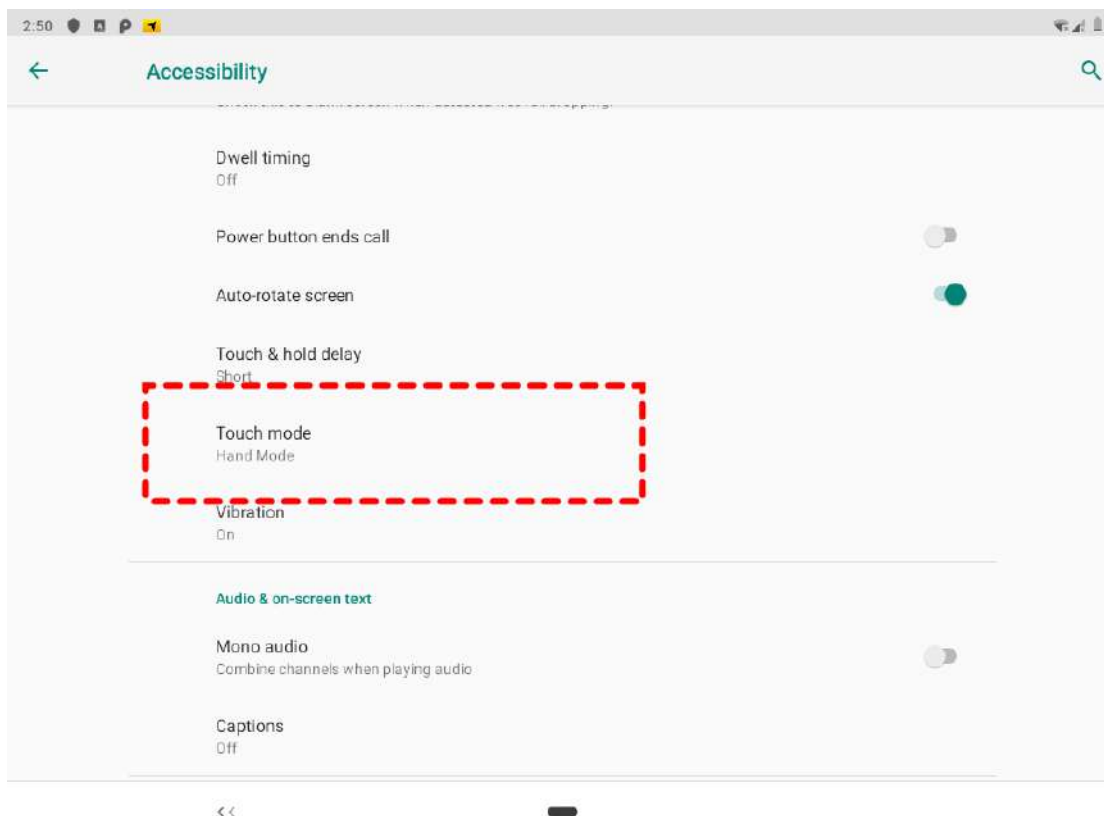 2:50
Accessibility
Dwell timing
Off
Power button ends call
Auto-rotate screen
Touch & hold delay
Short
Touch mode
Hand Mode
Vibration
On
Audio & on-screen text
Mono audio
Combine channels when playing audio
Captions
Off